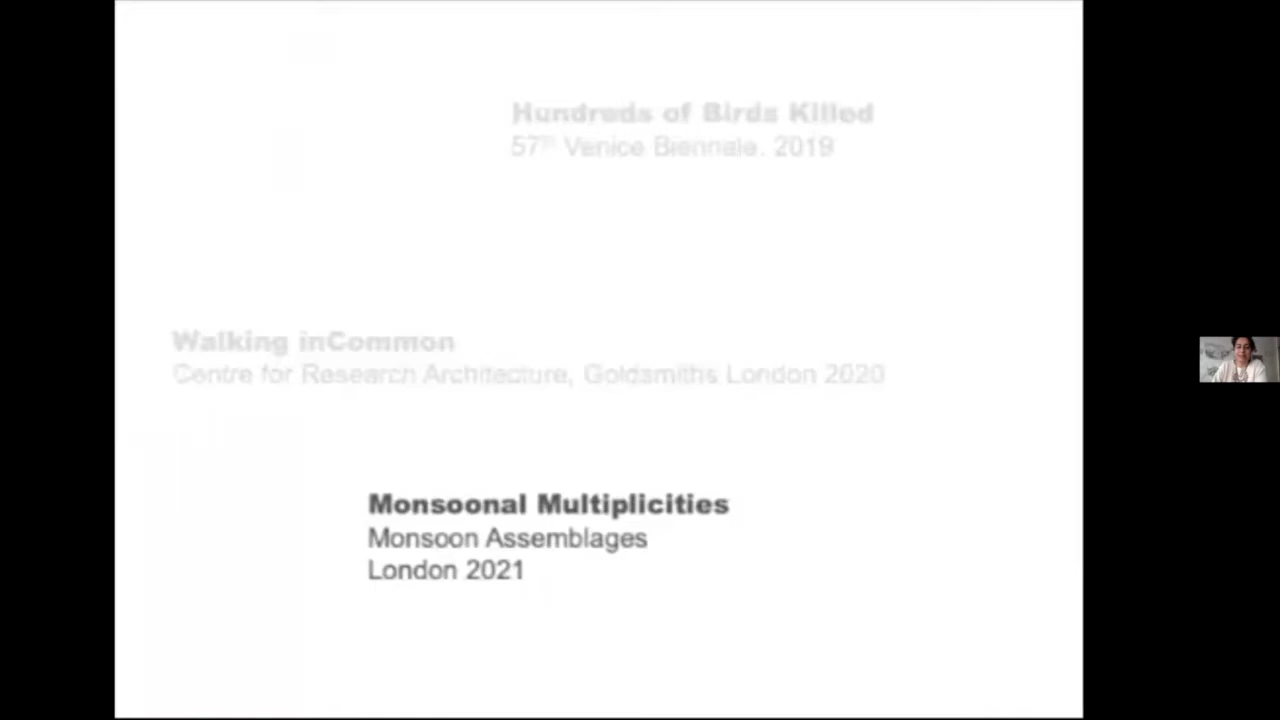 Hundreds of Birds Killed
57th Venice Biennale. 2019
Walking inCommon
Centre for Research Architecture, Goldsmiths London 2020
Monsoonal Multiplicities
Monsoon Assemblages
London 2021